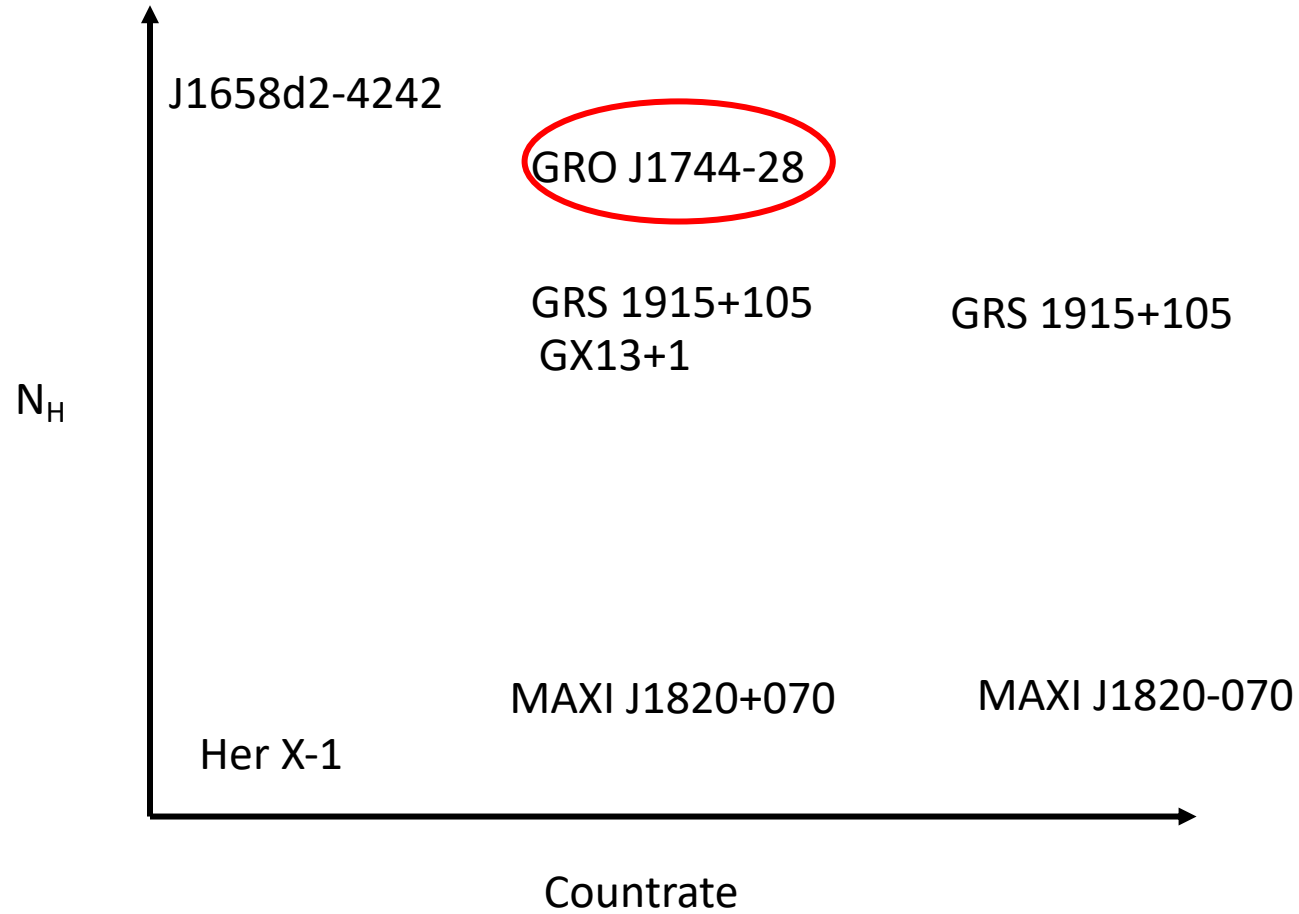 J1658d2-4242
GRO J1744-28
GRS 1915+105
GRS 1915+105
GX13+1
N_H
MAXI J1820+070
MAXI J1820-070
Her X-1
Countrate